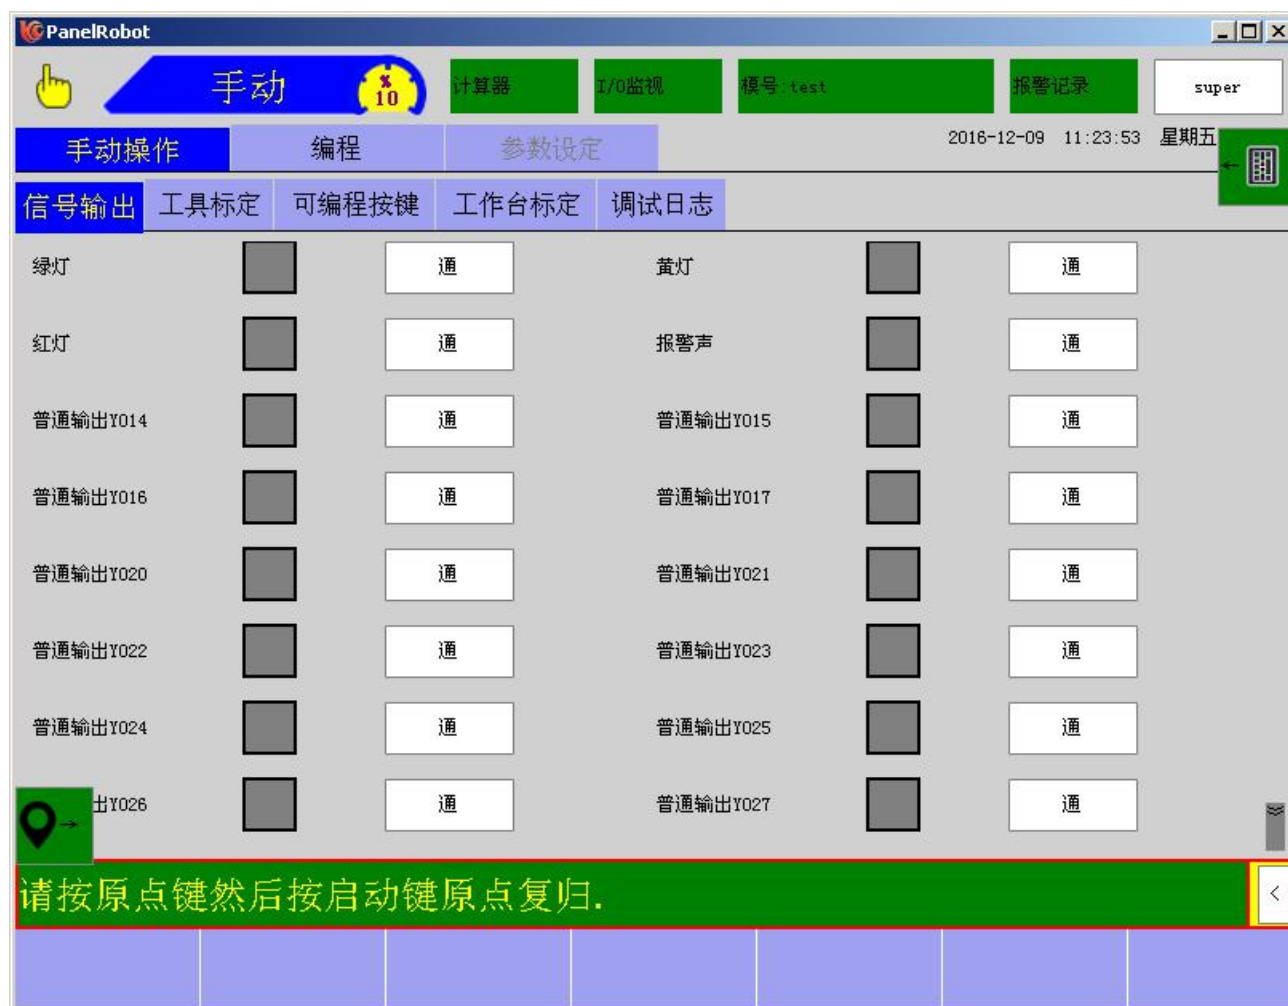 PanelRobot
手动
%
10
计算器
I/O监视
模号:test
报警记录
super
手动操作
编程
参数设定
2016-12-09 11:23:53 星期五
信号输出
工具标定
可编程按键
工作台标定
调试日志
绿灯 通 黄灯 通
红灯 通 报警声 通
普通输出Y014 通 普通输出Y015 通
普通输出Y016 通 普通输出Y017 通
普通输出Y020 通 普通输出Y021 通
普通输出Y022 通 普通输出Y023 通
普通输出Y024 通 普通输出Y025 通
出Y026 通 普通输出Y027 通
请按原点键然后按启动键原点复归.